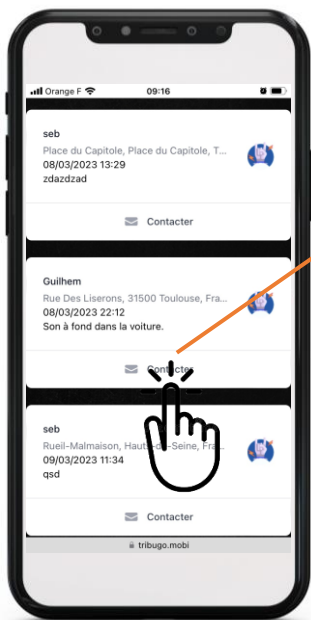 Orange F 09:16
seb
Place du Capitole, Place du Capitole, T...
08/03/2023 13:29
zdazdzad
Contacter
Guilhem
Rue Des Liserons, 31500 Toulouse, Fra...
08/03/2023 22:12
Son à fond dans la voiture.
Contacter
seb
Rueil-Malmaison, Hauts-de-Seine, Fra...
09/03/2023 11:34
qsd
Contacter
tribugo.mobi